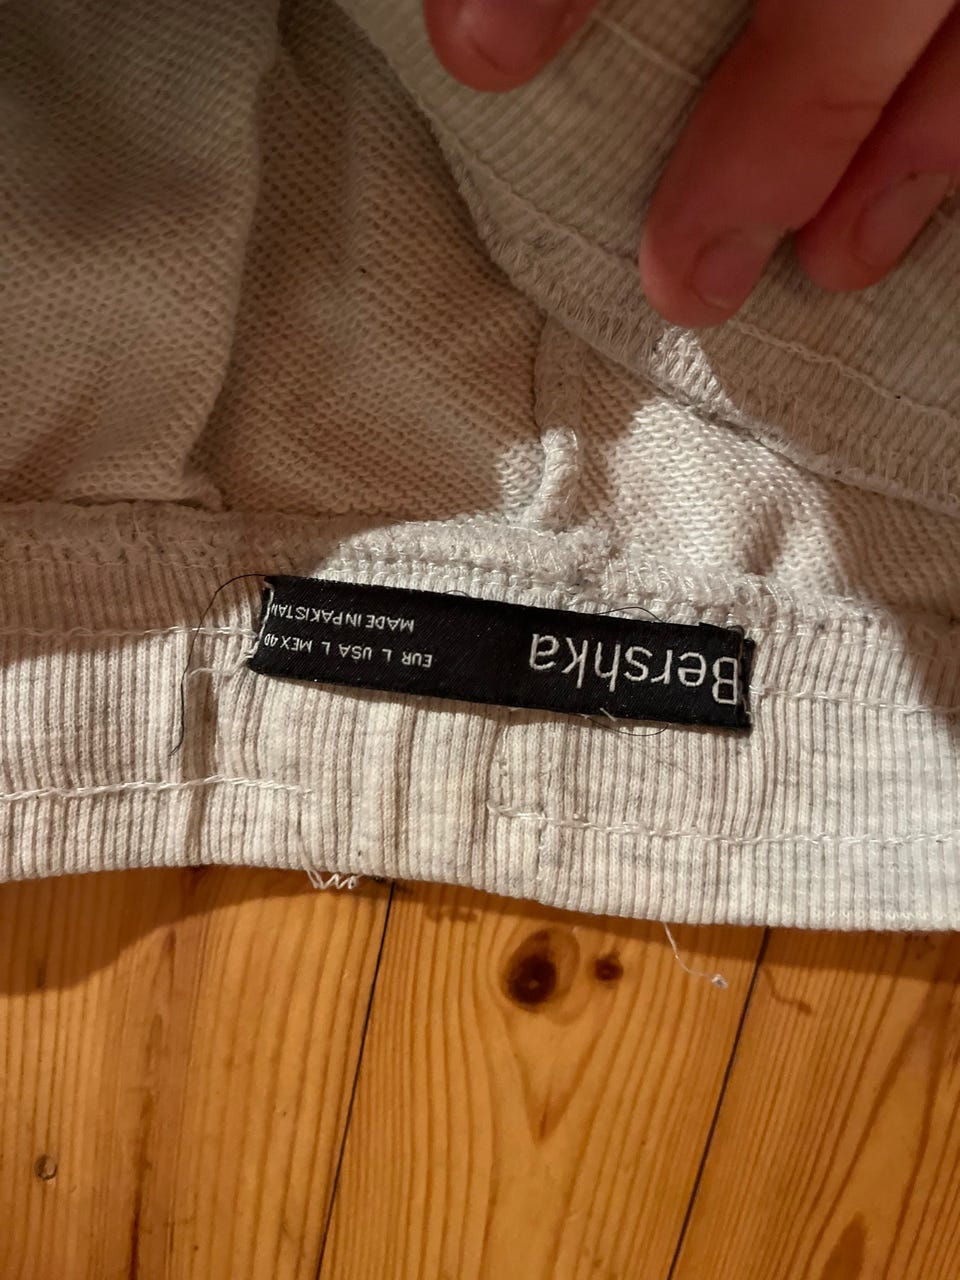 Bershka
EUR L USA L MEX 40
MADE IN PAKISTAN